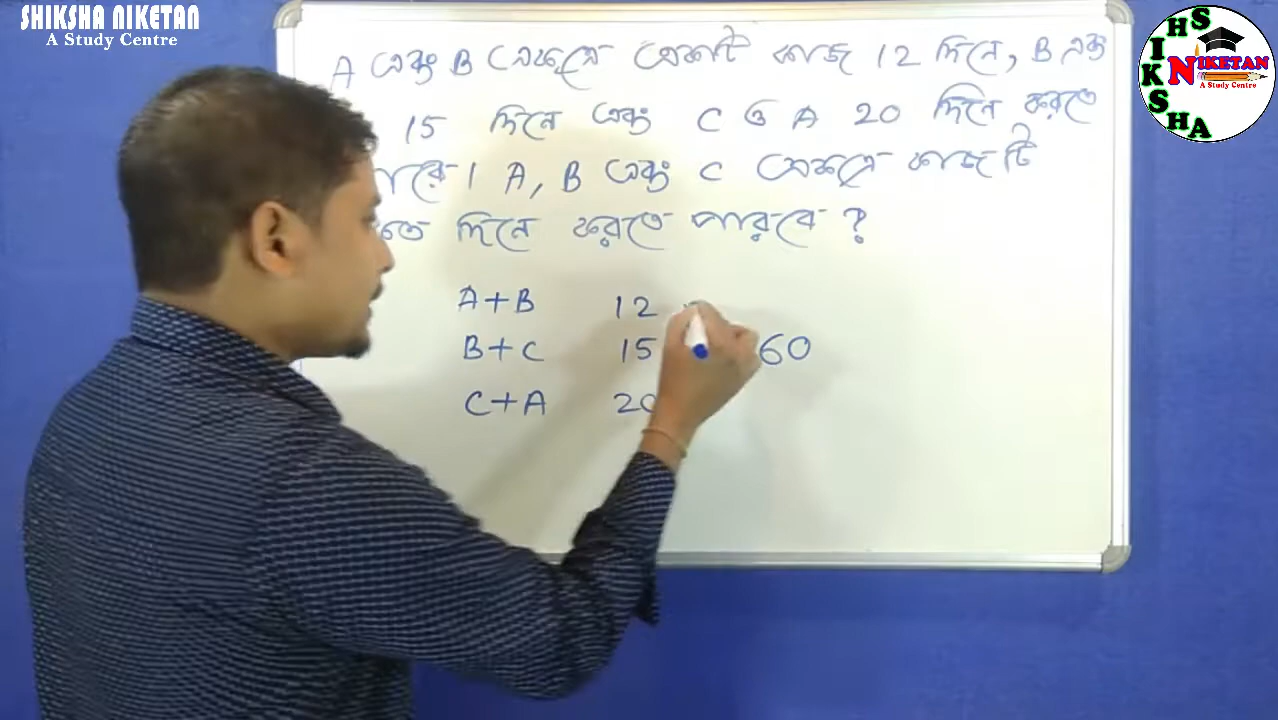 SHIKSHA NIKETAN
A Study Centre
A এবং B একত্রে একটি কাজ 12 দিনে, B এবং
15 দিনে এবং C ও A 20 দিনে করতে
পারে। A, B এবং C একত্রে কাজটি
দিনে করতে পারবে ?
A+B 12
B+C 15 60
C+A 20
SHIKSHA
NIKETAN
A Study Centre